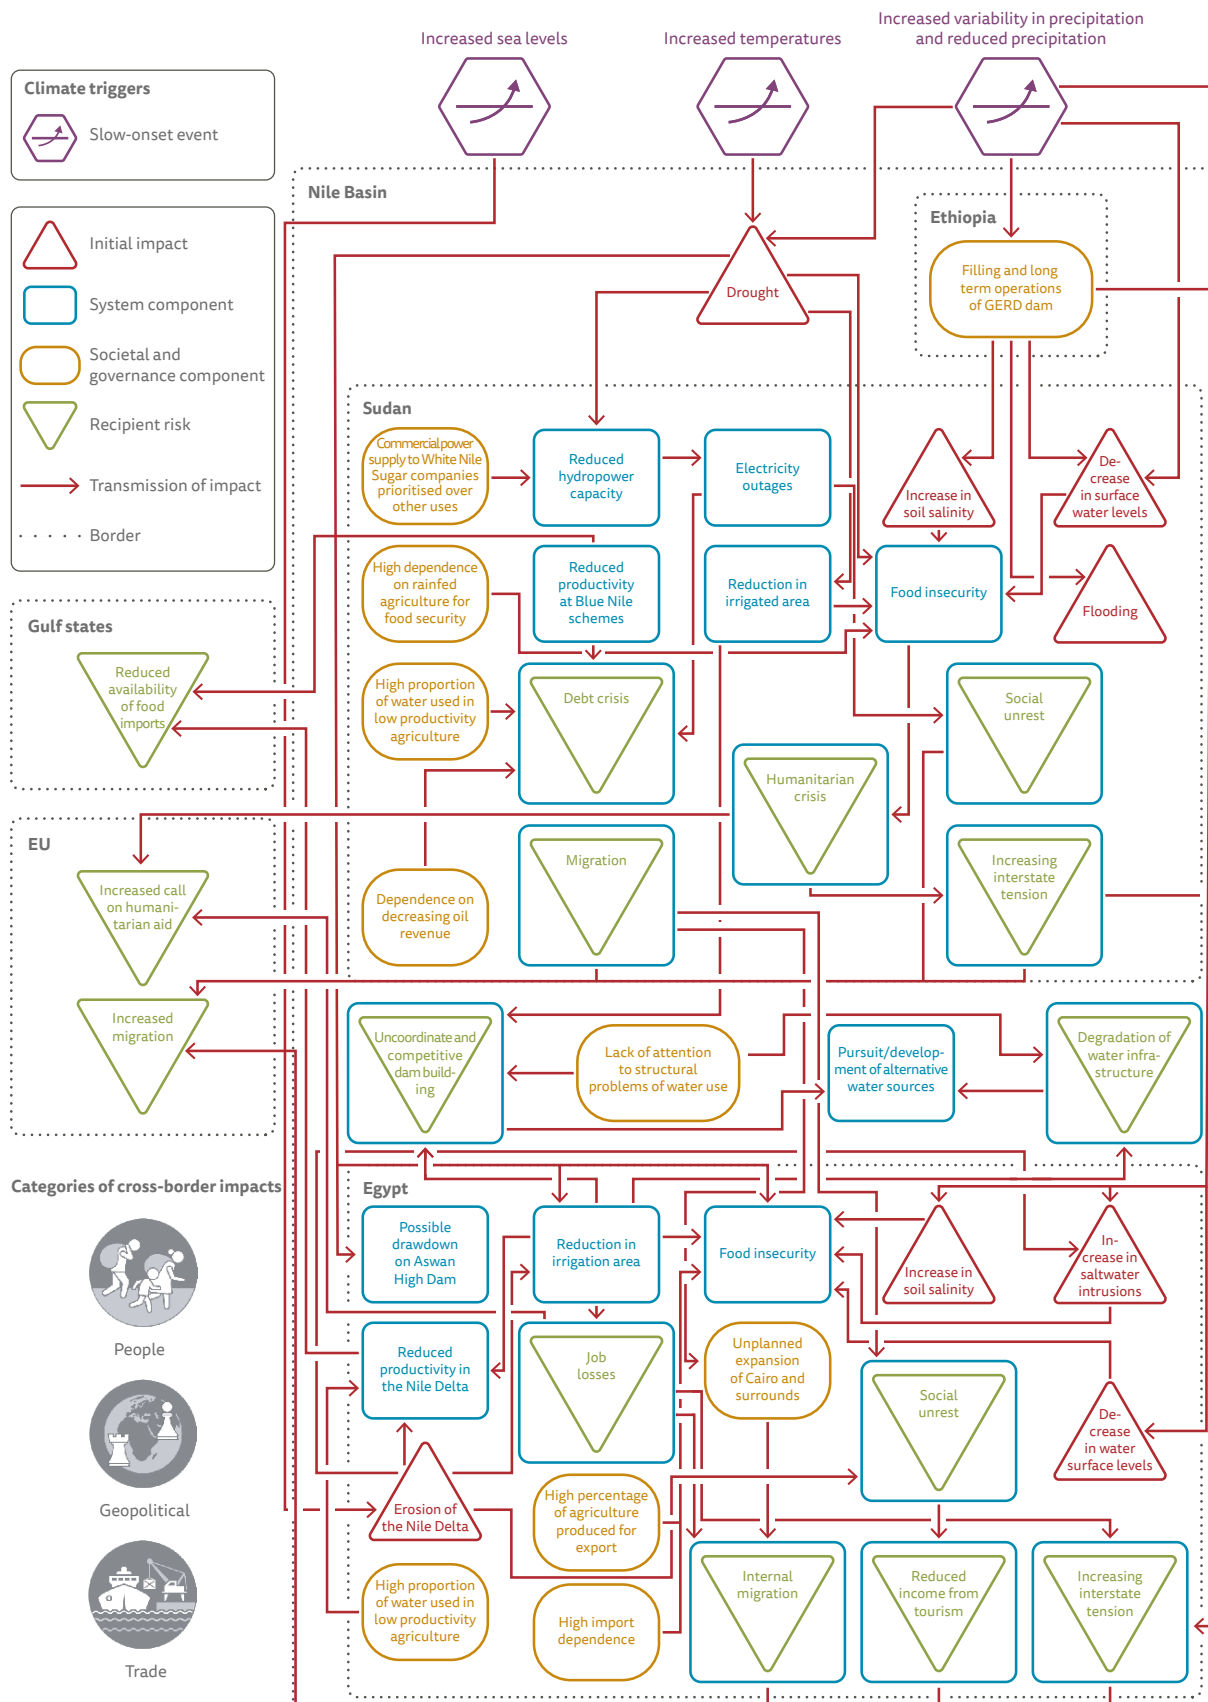 Increased sea levels
Increased temperatures
Increased variability in precipitation
and reduced precipitation
Climate triggers
Slow-onset event
Initial impact
System component
Societal and
governance component
Recipient risk
Transmission of impact
Border
Nile Basin
Ethiopia
Filling and long
term operations
of GERD dam
Drought
Sudan
Commercial power
supply to White Nile
Sugar companies
prioritised over
other uses
Reduced
hydropower
capacity
Electricity
outages
Increase in
soil salinity
De-
crease
in surface
water levels
High dependence
on rainfed
agriculture for
food security
Reduced
productivity
at Blue Nile
schemes
Reduction in
irrigated area
Food insecurity
Flooding
Gulf states
Reduced
availability
of food
imports
High proportion
of water used in
low productivity
agriculture
Debt crisis
Social
unrest
Humanitarian
crisis
EU
Increased call
on humani-
tarian aid
Increased
migration
Dependence on
decreasing oil
revenue
Migration
Increasing
interstate
tension
Uncoordinate and
competitive
dam build-
ing
Lack of attention
to structural
problems of water use
Pursuit/develop-
ment of alternative
water sources
Degradation of
water infra-
structure
Categories of cross-border impacts
People
Geopolitical
Trade
Egypt
Possible
drawdown
on Aswan
High Dam
Reduction in
irrigation area
Food insecurity
Increase in
soil salinity
In-
crease in
saltwater
intrusions
Reduced
productivity in
the Nile Delta
Job
losses
Unplanned
expansion
of Cairo and
surrounds
Social
unrest
De-
crease
in water
surface levels
Erosion of
the Nile Delta
High percentage
of agriculture
produced for
export
High proportion
of water used in
low productivity
agriculture
High import
dependence
Internal
migration
Reduced
income from
tourism
Increasing
interstate
tension